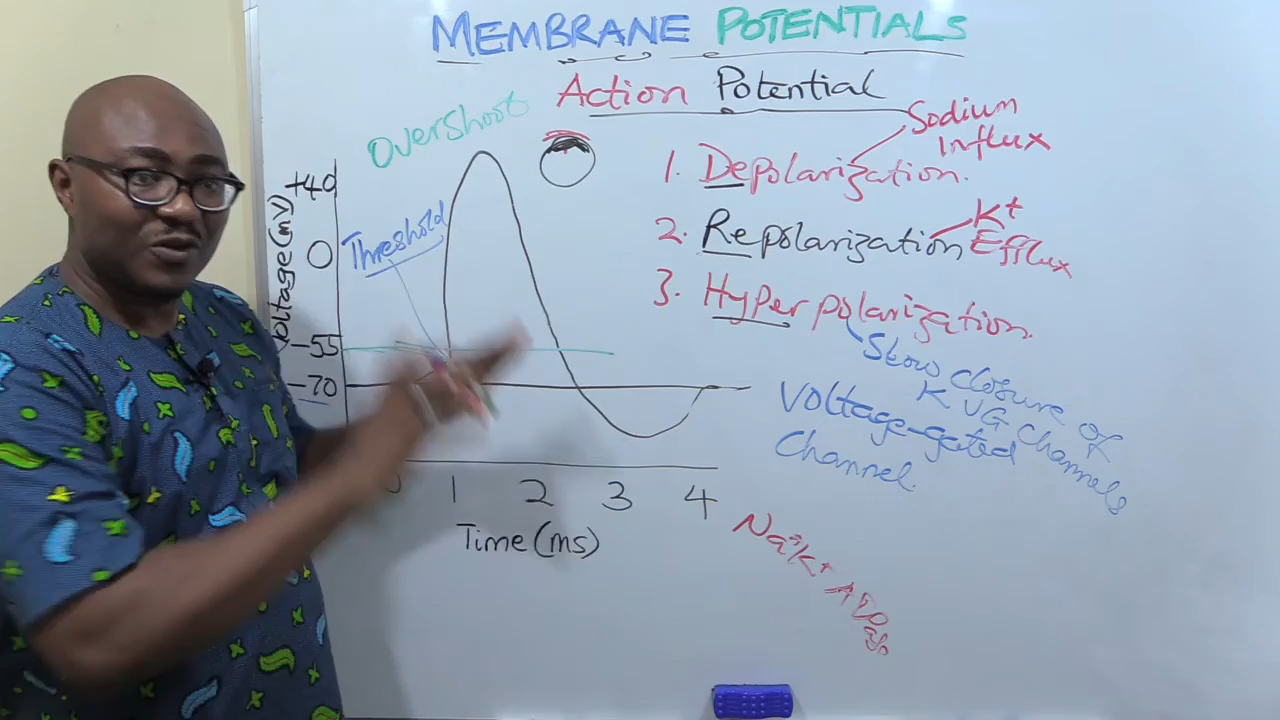 MEMBRANE POTENTIALS
Action Potential
Overshoot
Sodium
Influx
1. Depolarization.
2. Repolarization
K+
Efflux
3. Hyperpolarization.
Slow closure of
K VG channels
Voltage-gated
Channel.
Threshold
Voltage(mV)
+40
0
-55
-70
0 1 2 3 4
Time(ms)
Na+K+ ATPase